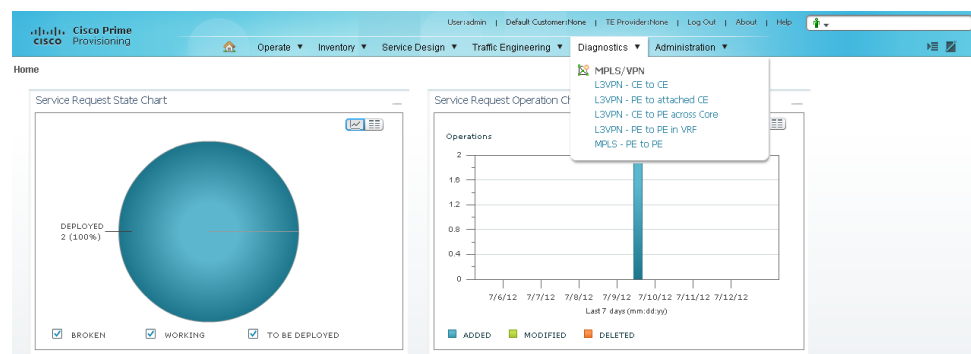 User:admin | Default Customer:None | TE Provider:None | Log Out | About | Help
cisco Cisco Prime
Provisioning
Operate ▼ Inventory ▼ Service Design ▼ Traffic Engineering ▼ Diagnostics ▼ Administration ▼
Home
MPLS/VPN
L3VPN - CE to CE
L3VPN - PE to attached CE
L3VPN - CE to PE across Core
L3VPN - PE to PE in VRF
MPLS - PE to PE
Service Request State Chart
DEPLOYED
2 (100%)
BROKEN WORKING TO BE DEPLOYED
Service Request Operation Ch
Operations
2
1.6
1.2
0.8
0.4
0
7/6/12 7/7/12 7/8/12 7/9/12 7/10/12 7/11/12 7/12/12
Last 7 days (mm:dd:yy)
ADDED MODIFIED DELETED